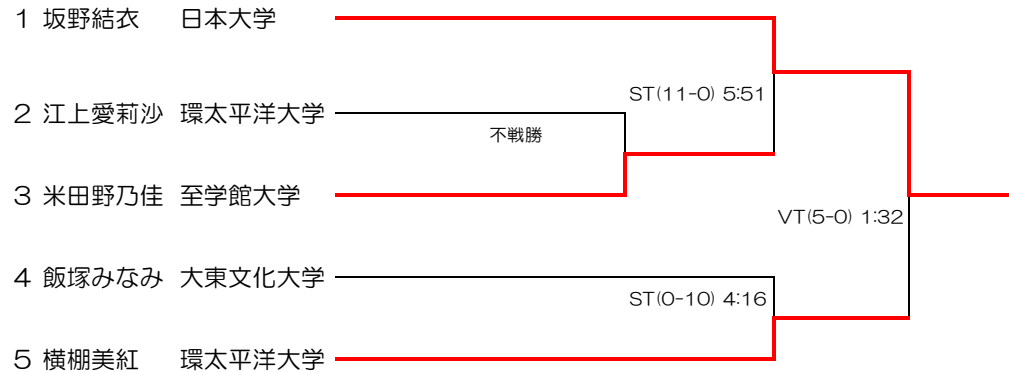 1 坂野結衣 日本大学
ST(11-0) 5:51
2 江上愛莉沙 環太平洋大学
不戦勝
3 米田野乃佳 至学館大学
VT(5-0) 1:32
4 飯塚みなみ 大東文化大学
ST(0-10) 4:16
5 横棚美紅 環太平洋大学